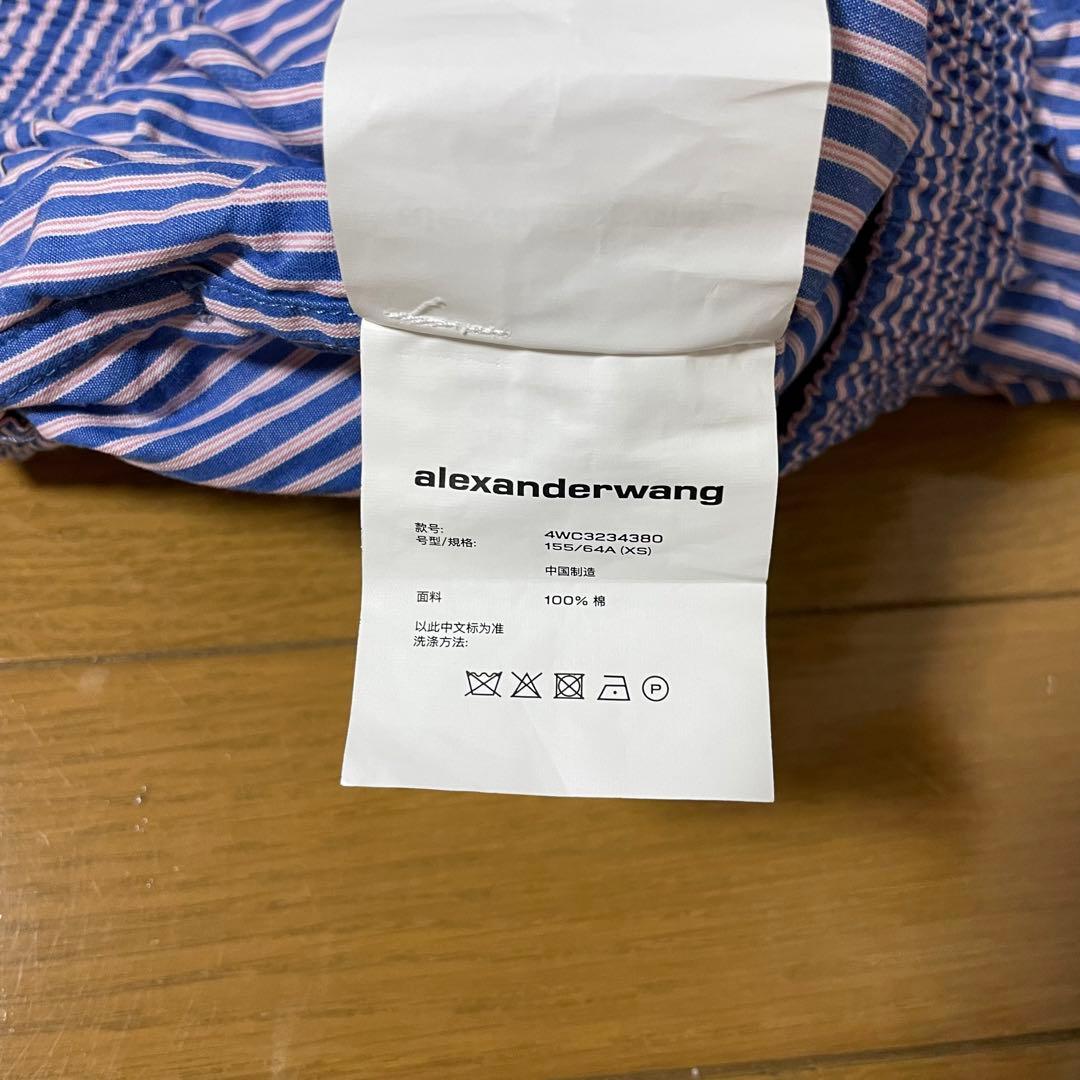 alexanderwang
款号: 4WC3234380
号型/规格: 155/64A (XS)
中国制造
面料 100% 棉
以此中文标为准
洗涤方法:
P